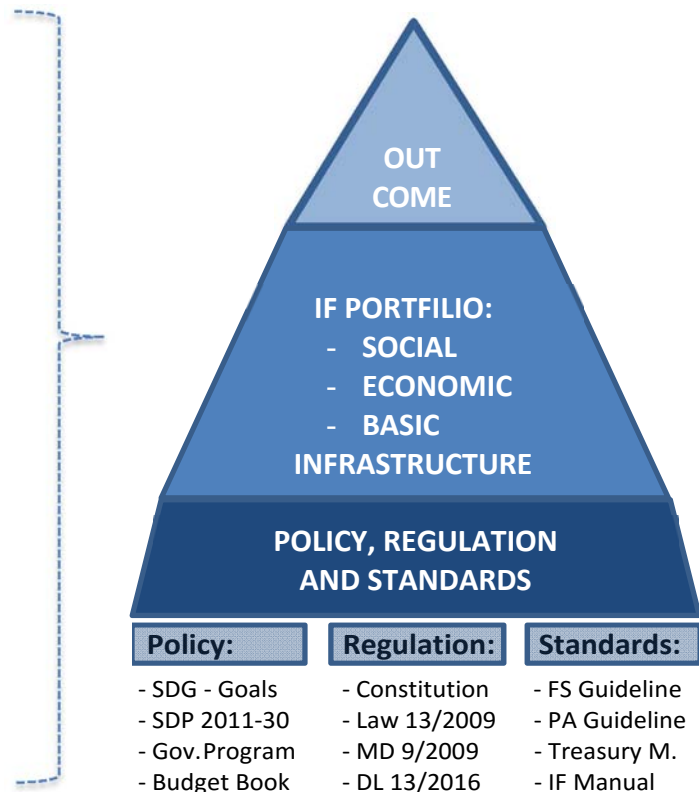 OUT
COME
IF PORTFILIO:
- SOCIAL
- ECONOMIC
- BASIC
INFRASTRUCTURE
POLICY, REGULATION
AND STANDARDS
Policy:
- SDG - Goals
- SDP 2011-30
- Gov.Program
- Budget Book
Regulation:
- Constitution
- Law 13/2009
- MD 9/2009
- DL 13/2016
Standards:
- FS Guideline
- PA Guideline
- Treasury M.
- IF Manual